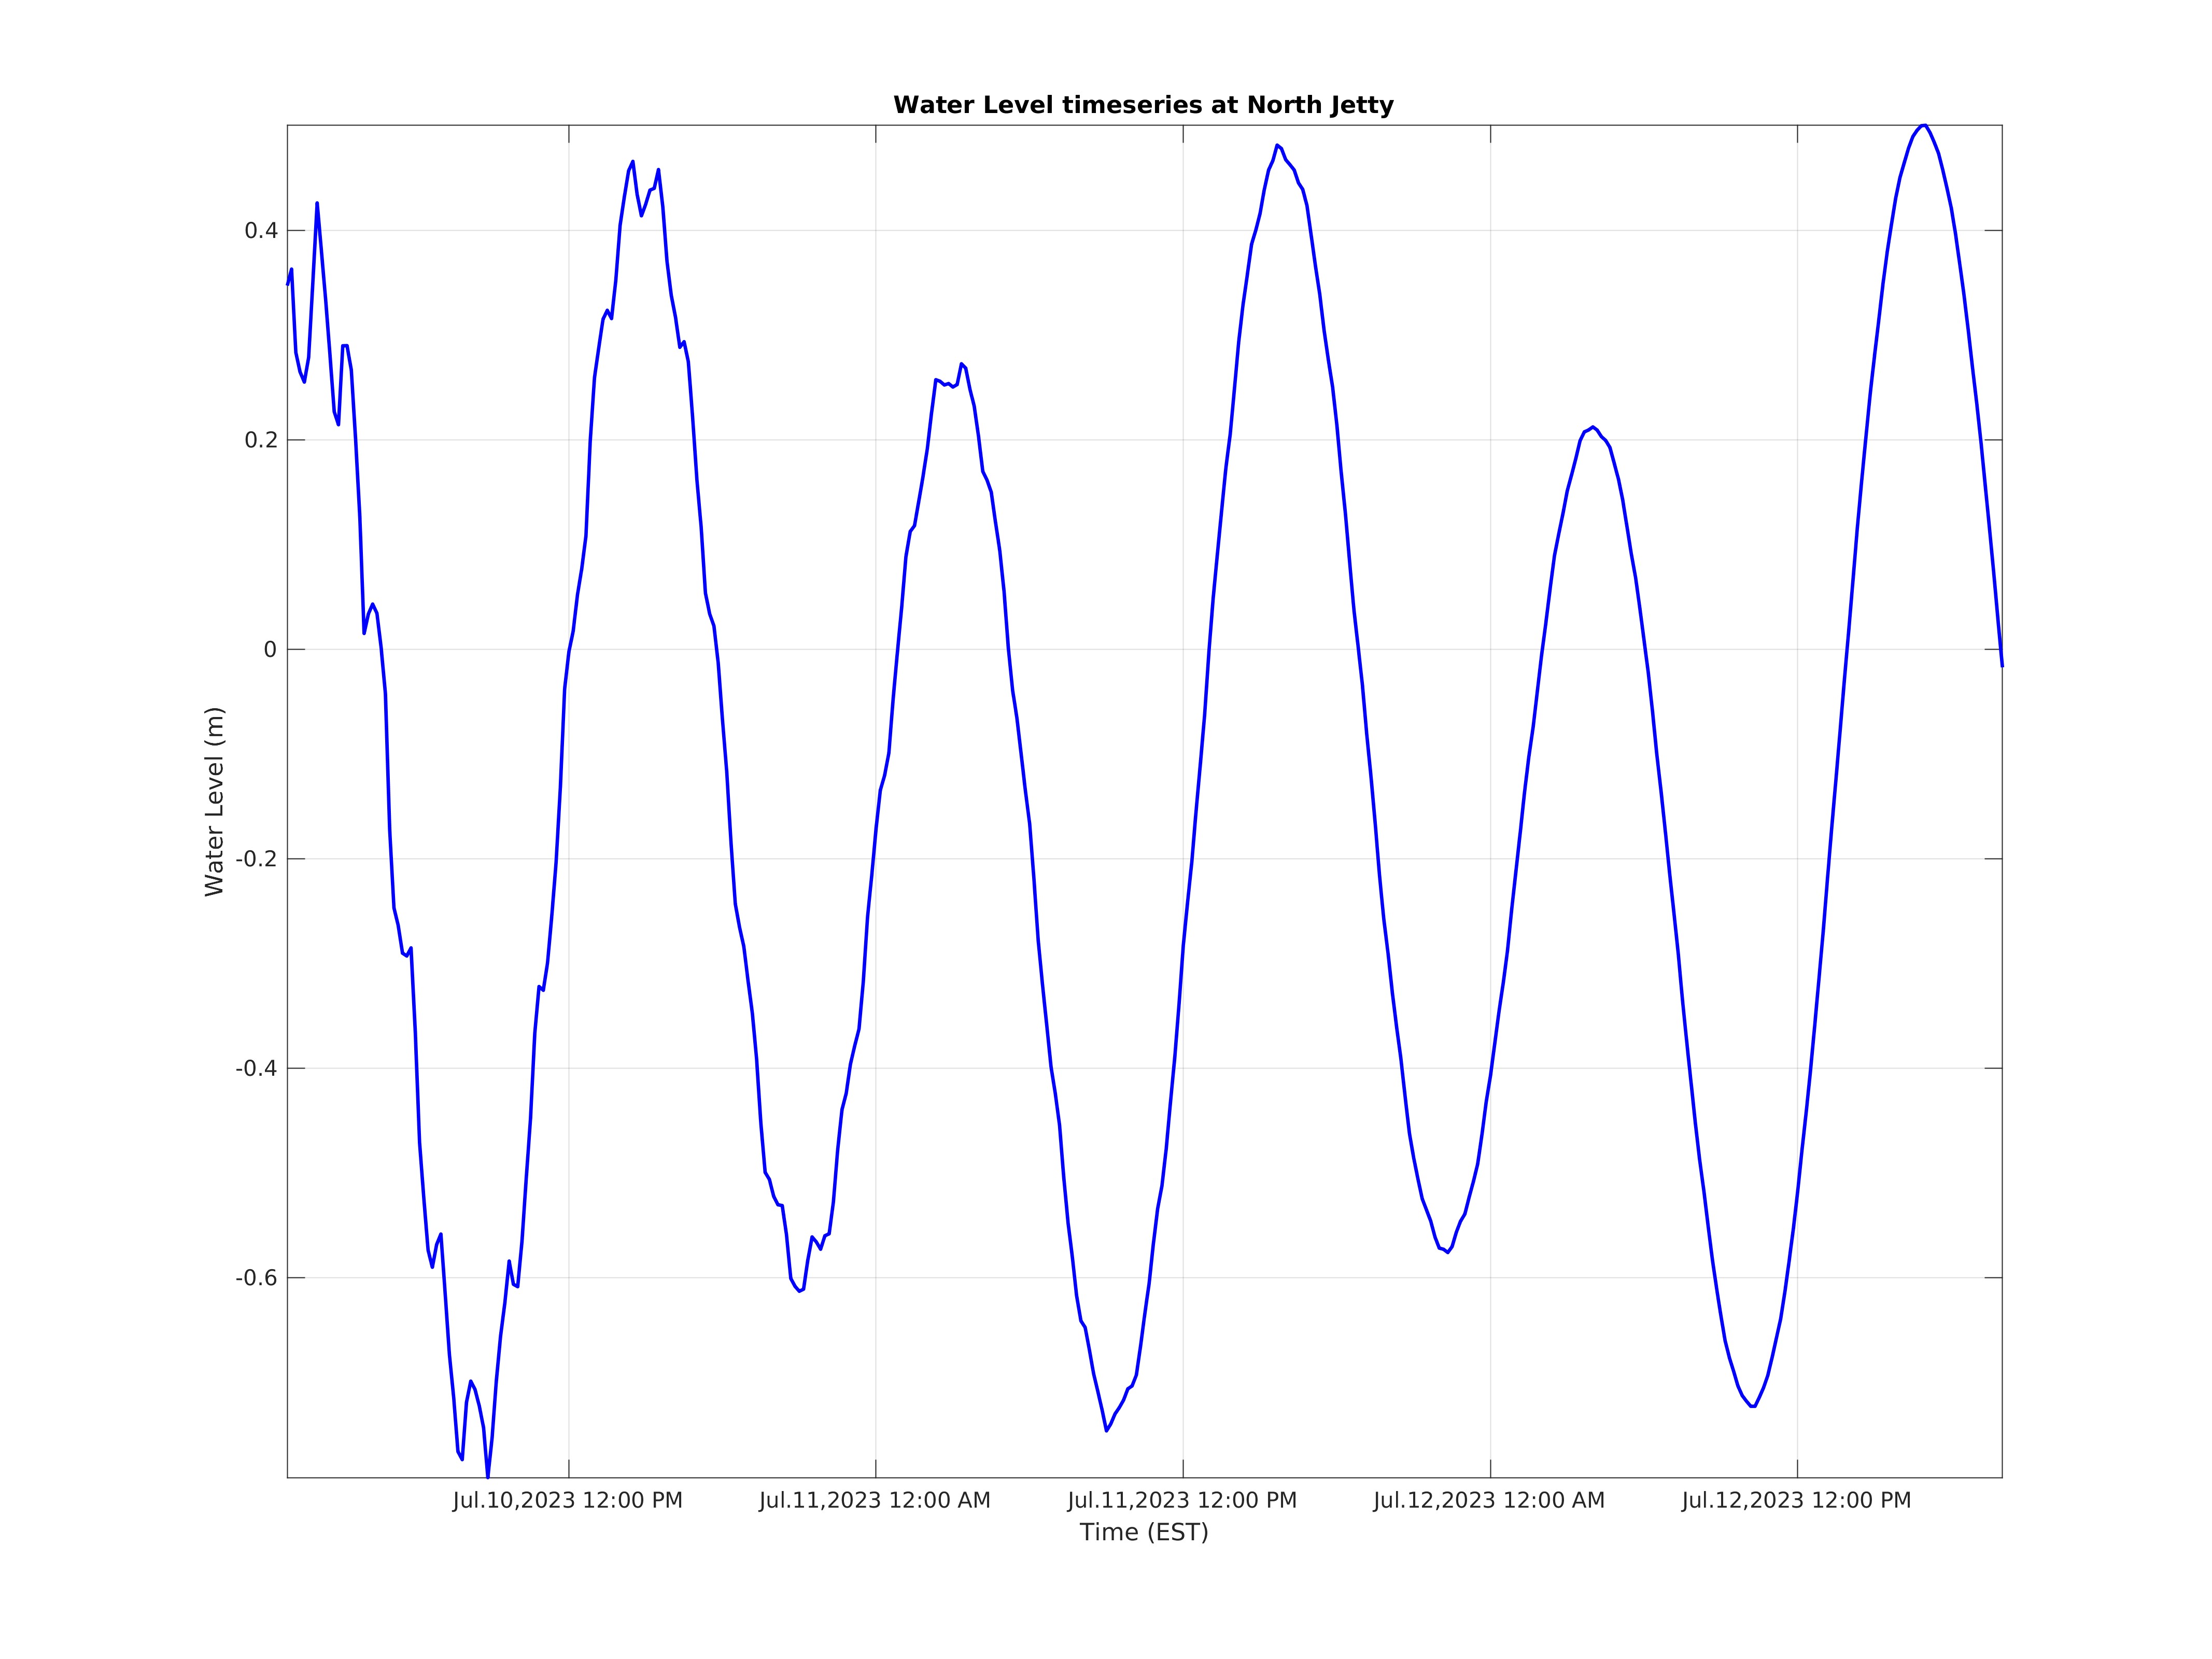 Water Level timeseries at North Jetty
0.4
0.2
0
-0.2
-0.4
-0.6
Water Level (m)
Jul.10,2023 12:00 PM
Jul.11,2023 12:00 AM
Jul.11,2023 12:00 PM
Jul.12,2023 12:00 AM
Jul.12,2023 12:00 PM
Time (EST)